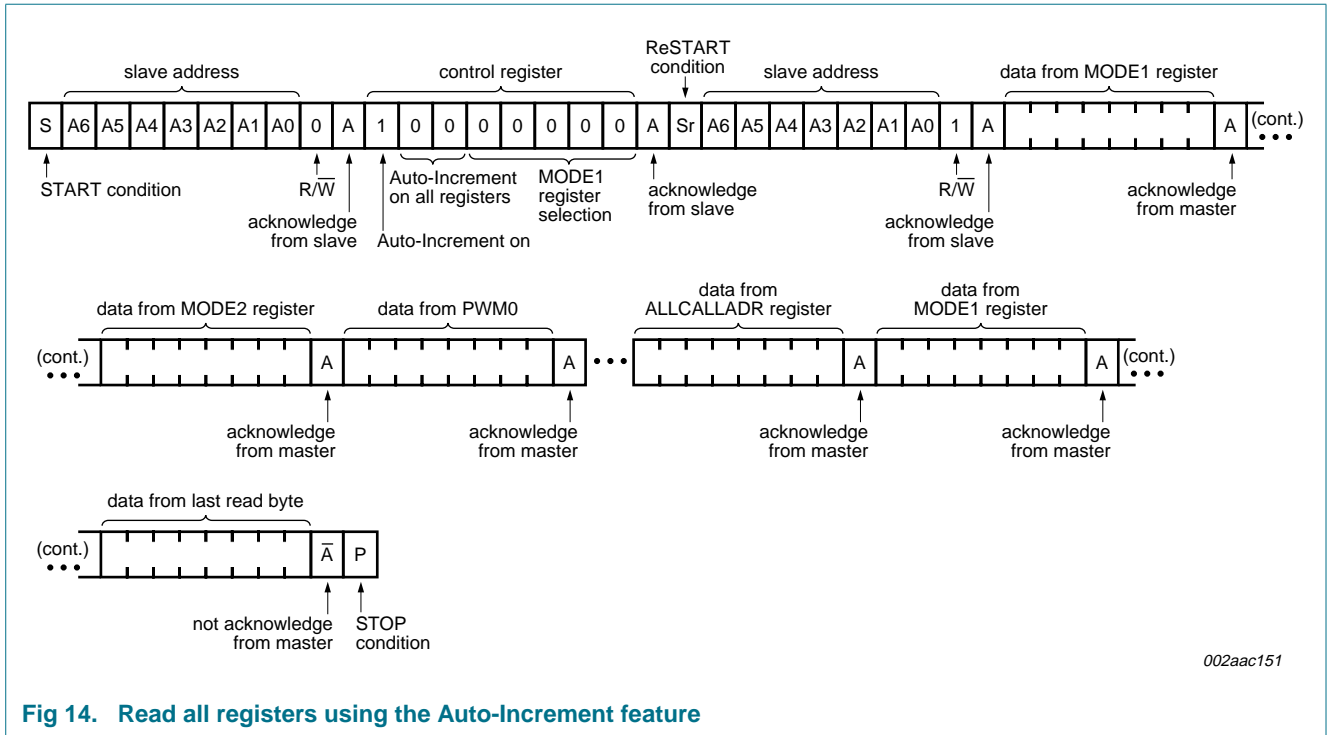 ReSTART
condition
slave address control register slave address data from MODE1 register
S A6 A5 A4 A3 A2 A1 A0 0 A 1 0 0 0 0 0 0 0 A Sr A6 A5 A4 A3 A2 A1 A0 1 A A (cont.)
START condition R/W̅ Auto-Increment on all registers MODE1 register selection acknowledge from slave R/W̅ acknowledge from master
acknowledge from slave Auto-Increment on acknowledge from slave
data from MODE2 register data from PWM0 data from ALLCALLADR register data from MODE1 register
(cont.) A A A A (cont.)
acknowledge from master acknowledge from master acknowledge from master acknowledge from master
data from last read byte
(cont.) A̅ P
not acknowledge from master STOP condition
002aac151
Fig 14. Read all registers using the Auto-Increment feature